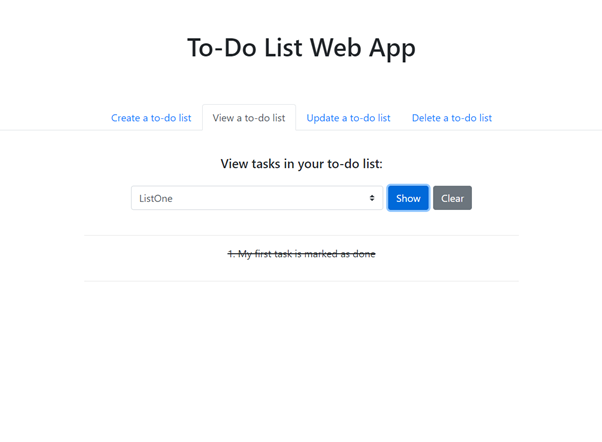 To-Do List Web App
Create a to-do list View a to-do list Update a to-do list Delete a to-do list
View tasks in your to-do list:
ListOne Show Clear
1. My first task is marked as done